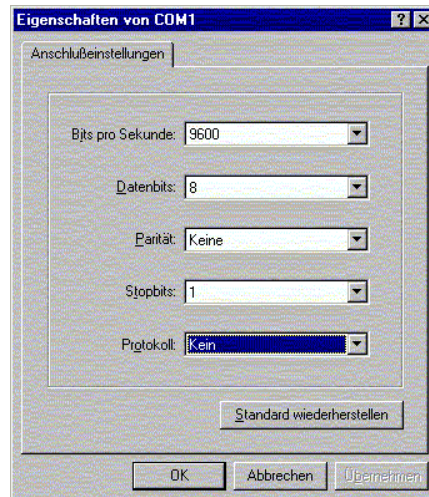 Eigenschaften von COM1
Anschlußeinstellungen
Bits pro Sekunde: 9600
Datenbits: 8
Parität: Keine
Stopbits: 1
Protokoll: Kein
Standard wiederherstellen
OK Abbrechen Übernehmen